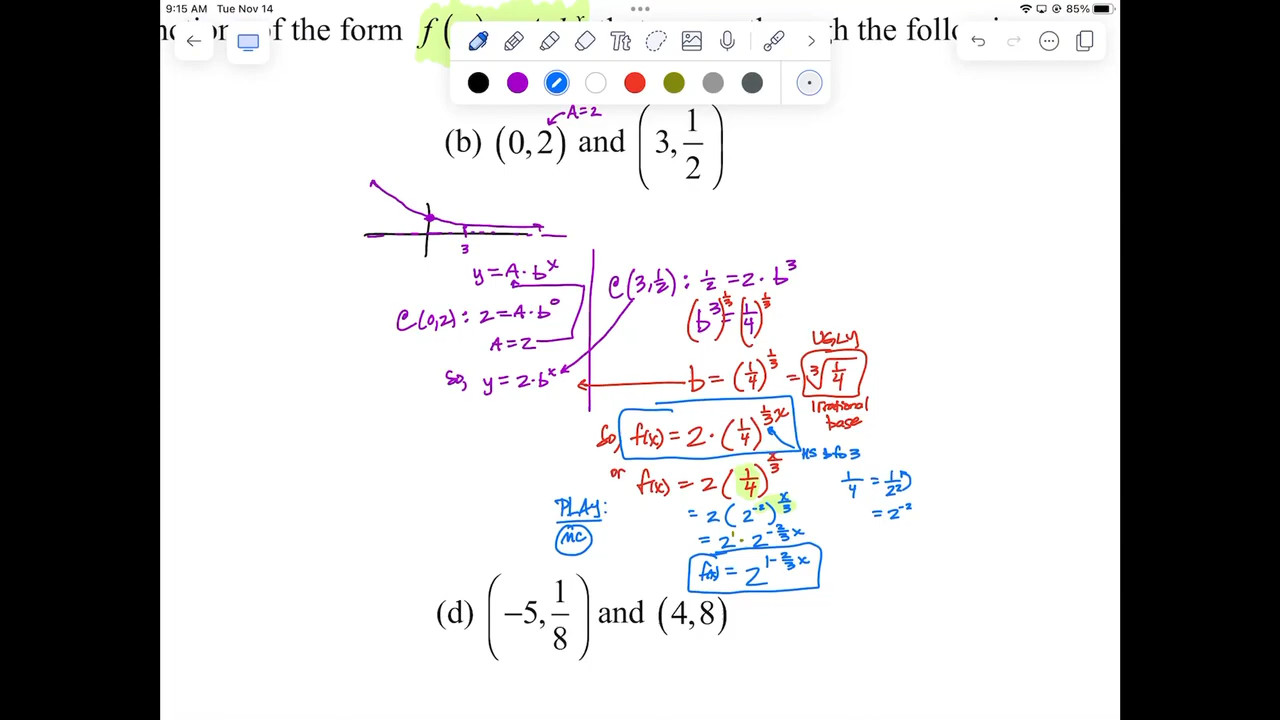 9:15 AM Tue Nov 14
85%
of the form f(
h the follo
Tt
A=2
(b) (0,2) and (3, 1/2)
3
y = A · b^x
@(0,2): 2 = A · b^0
A = 2
So, y = 2 · b^x
@(3, 1/2): 1/2 = 2 · b^3
(b^3)^(1/3) = (1/4)^(1/3)
UGLY
b = (1/4)^(1/3) = ∛(1/4)
irrational
base
So, f(x) = 2 · (1/4)^(1/3 x)
or f(x) = 2 (1/4)^(x/3)
1/4 = 1/2^2
= 2^-2
PLAY:
MC
= 2 (2^-2)^(x/3)
= 2^1 · 2^(-2/3 x)
f(x) = 2^(1 - 2/3 x)
(d) (−5, 1/8) and (4,8)